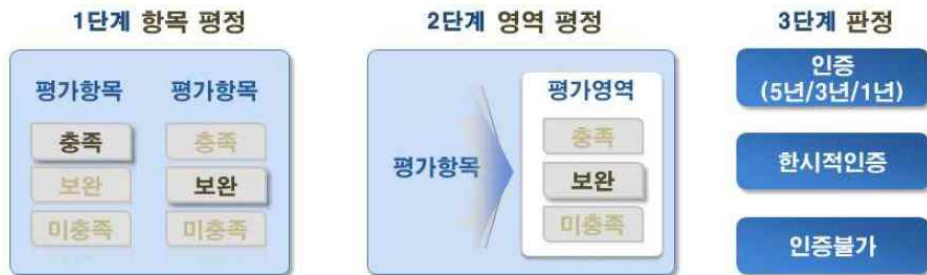 1단계 항목 평정
평가항목
평가항목
충족
충족
보완
보완
미충족
미충족
2단계 영역 평정
평가항목
평가영역
충족
보완
미충족
3단계 판정
인증
(5년/3년/1년)
한시적인증
인증불가